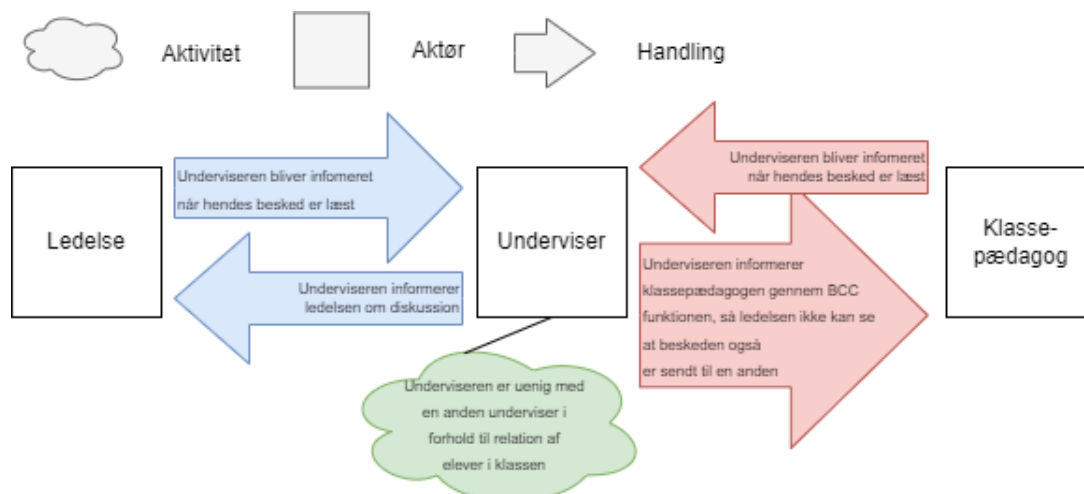 Aktivitet
Aktør
Handling
Ledelse
Underviseren bliver infomeret
når hendes besked er læst
Underviseren informerer
ledelsen om diskussion
Underviser
Underviseren bliver infomeret
når hendes besked er læst
Underviseren informerer
klassepædagogen gennem BCC
funktionen, så ledelsen ikke kan se
at beskeden også
er sendt til en anden
Klasse-
pædagog
Underviseren er uenig med
en anden underviser i
forhold til relation af
elever i klassen